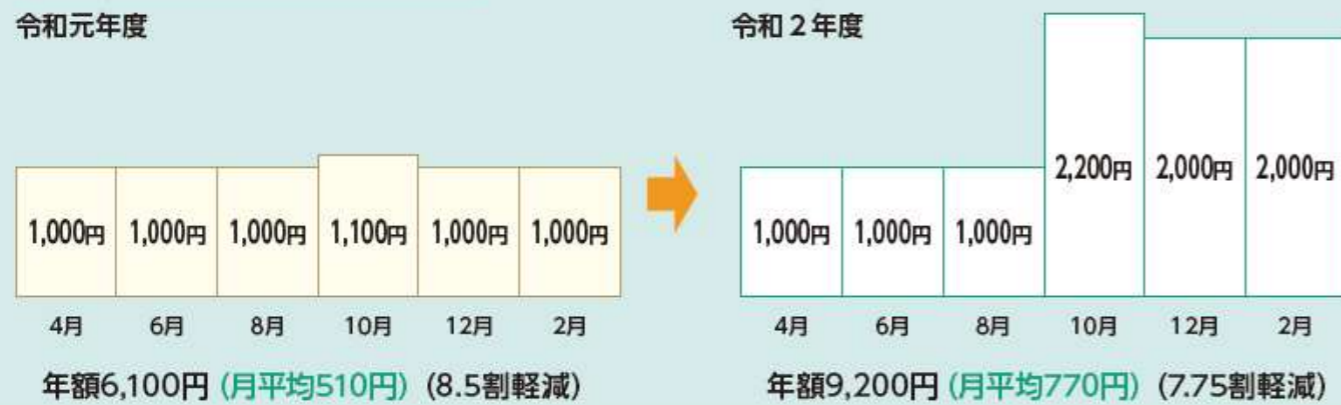 令和元年度
1,000円 1,000円 1,000円 1,100円 1,000円 1,000円
4月 6月 8月 10月 12月 2月
年額6,100円 (月平均510円) (8.5割軽減)
令和2年度
1,000円 1,000円 1,000円 2,200円 2,000円 2,000円
4月 6月 8月 10月 12月 2月
年額9,200円 (月平均770円) (7.75割軽減)